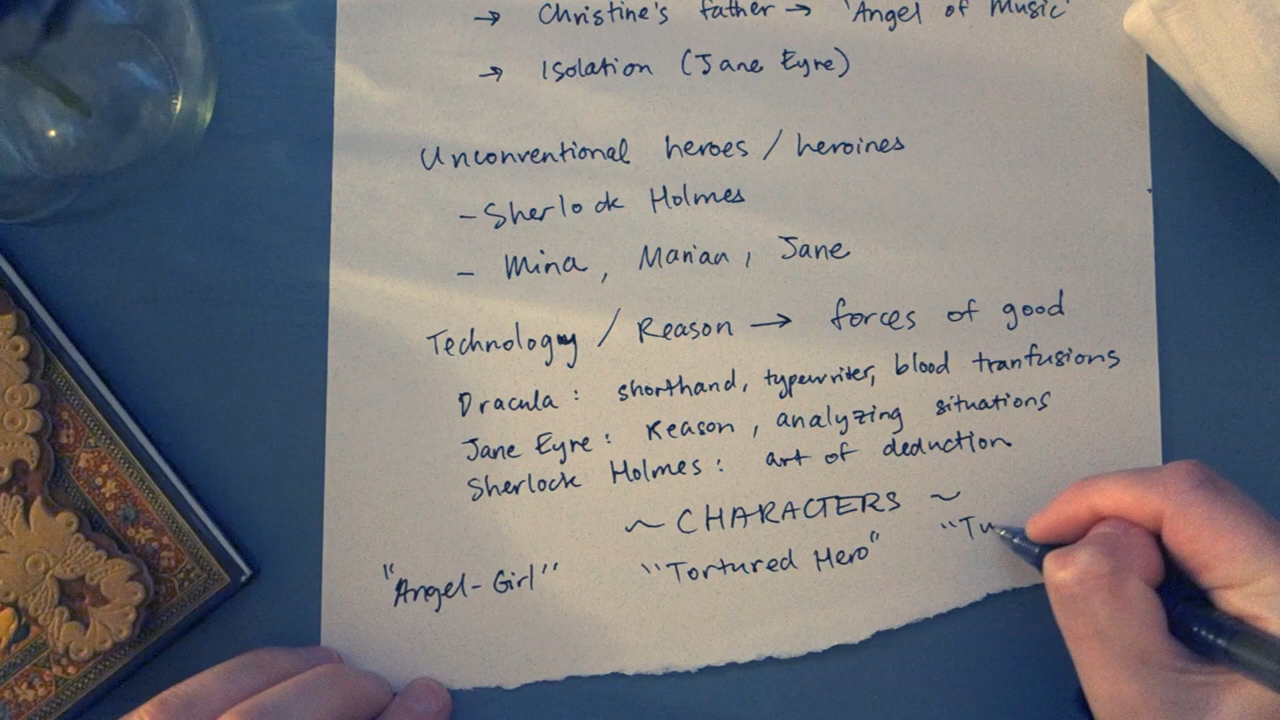 → Christine's father → 'Angel of Music'
→ Isolation (Jane Eyre)
Unconventional heroes / heroines
- Sherlock Holmes
- Mina, Marian, Jane
Technology / Reason → forces of good
Dracula: shorthand, typewriter, blood tranfusions
Jane Eyre: Reason, analyzing situations
Sherlock Holmes: art of deduction
~ CHARACTERS ~
"Angel-Girl" "Tortured Hero" "Tw